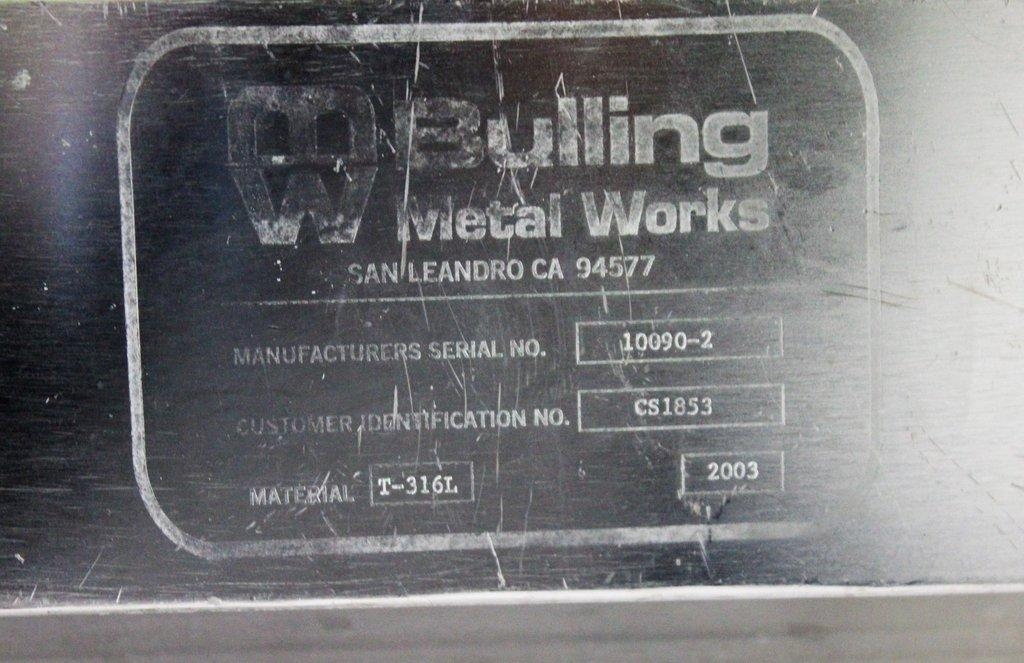 BMW Bulling
Metal Works
SAN LEANDRO CA 94577
MANUFACTURERS SERIAL NO. 10090-2
CUSTOMER IDENTIFICATION NO. CS1853
MATERIAL T-316L 2003